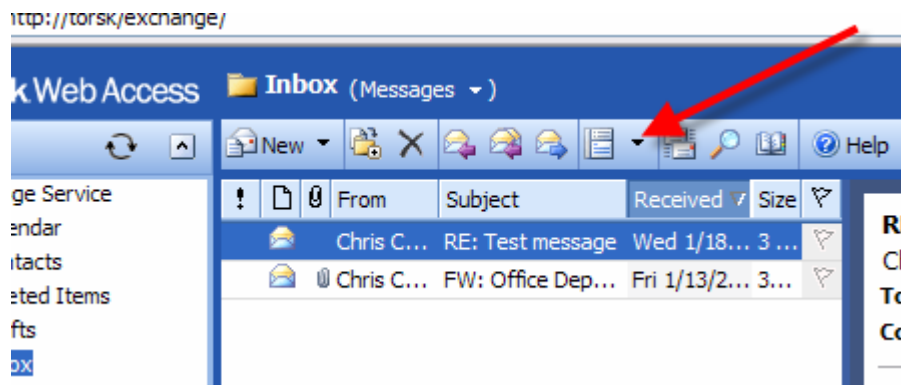 http://torsk/exchange/
k Web Access
Inbox (Messages)
New
Help
ge Service
endar
ntacts
eted Items
fts
ox
! From Subject Received Size
Chris C... RE: Test message Wed 1/18... 3 ...
Chris C... FW: Office Dep... Fri 1/13/2... 3...
R
Cl
To
Co